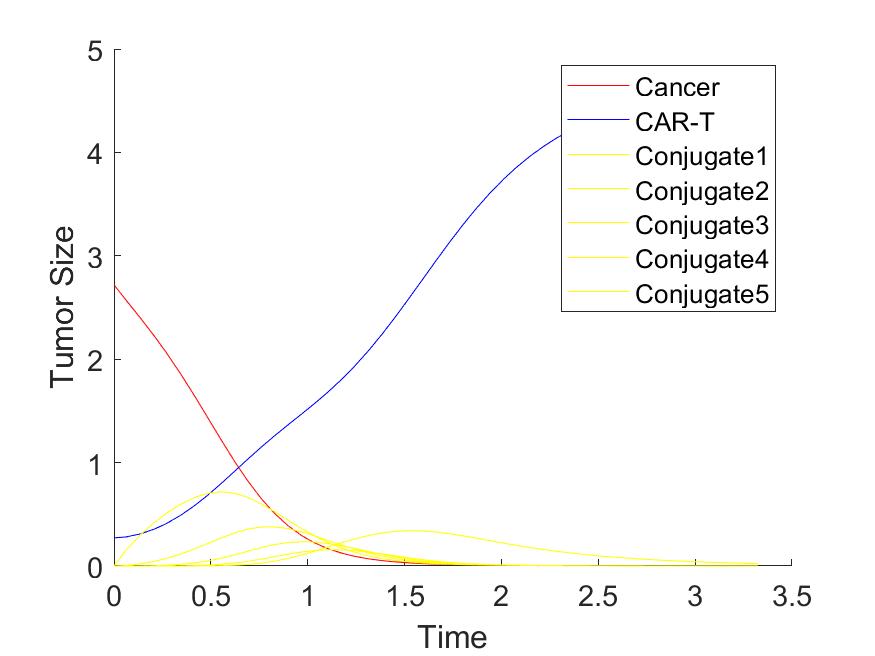 5
4
3
2
1
0
Tumor Size
Cancer
CAR-T
Conjugate1
Conjugate2
Conjugate3
Conjugate4
Conjugate5
0 0.5 1 1.5 2 2.5 3 3.5
Time